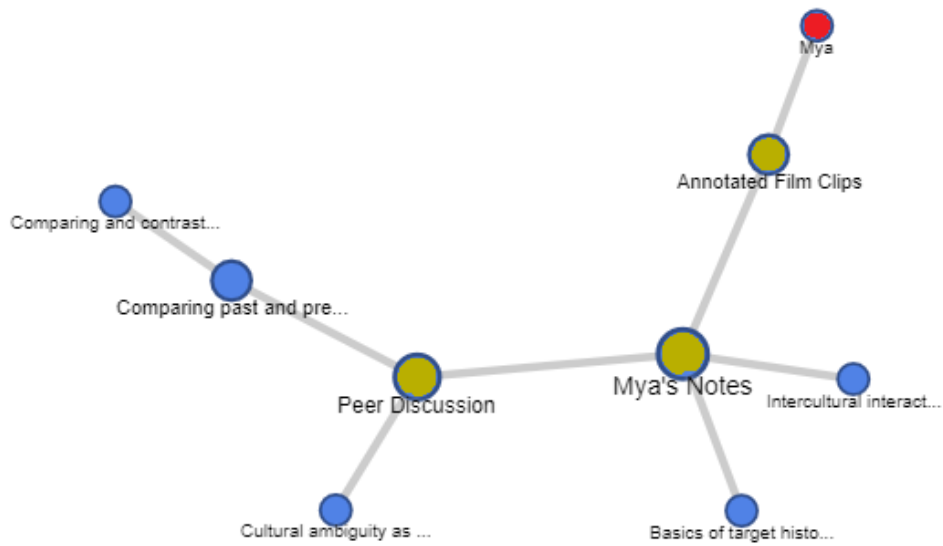 Mya
Annotated Film Clips
Comparing and contrast...
Comparing past and pre...
Mya's Notes
Peer Discussion
Intercultural interact...
Cultural ambiguity as ...
Basics of target histo...